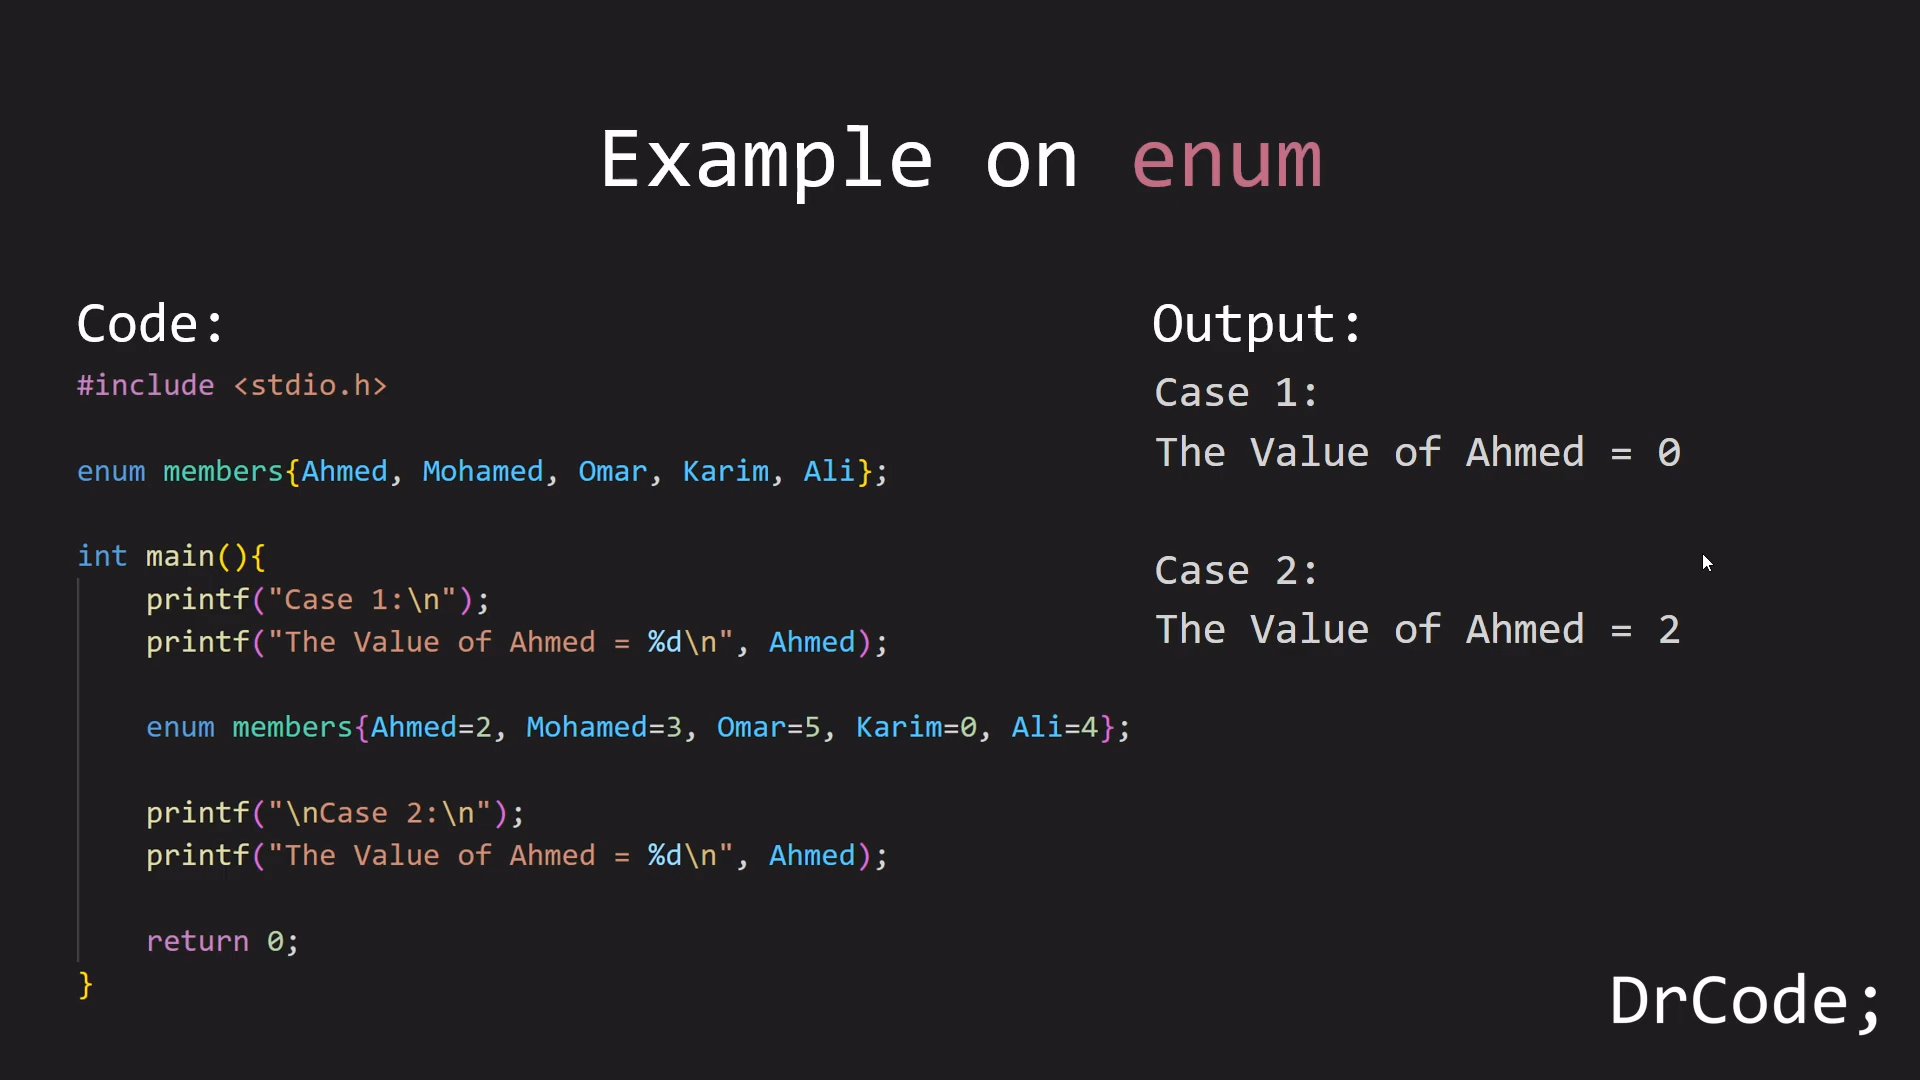 Example on enum
Code:
#include <stdio.h>
enum members{Ahmed, Mohamed, Omar, Karim, Ali};
int main(){
printf("Case 1:\n");
printf("The Value of Ahmed = %d\n", Ahmed);
enum members{Ahmed=2, Mohamed=3, Omar=5, Karim=0, Ali=4};
printf("\nCase 2:\n");
printf("The Value of Ahmed = %d\n", Ahmed);
return 0;
}
Output:
Case 1:
The Value of Ahmed = 0
Case 2:
The Value of Ahmed = 2
DrCode;